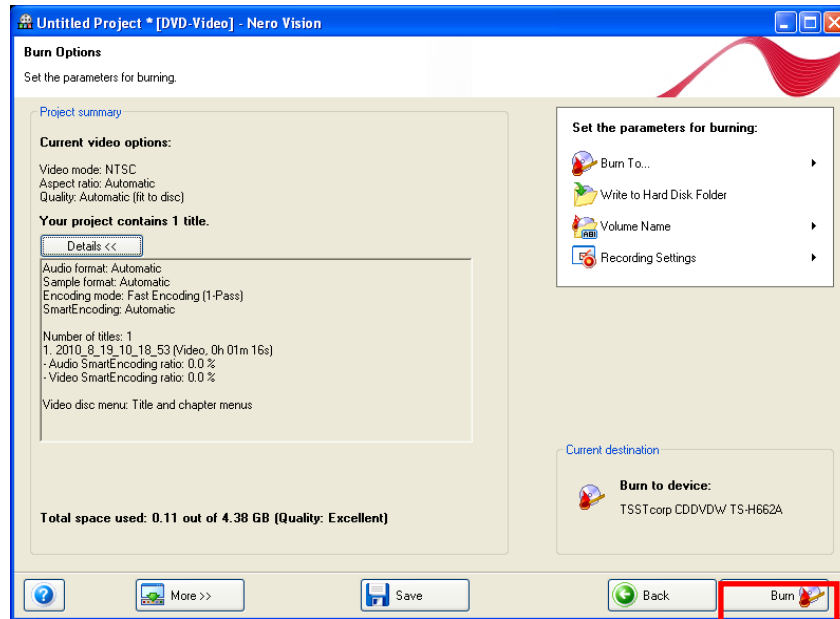 Untitled Project * [DVD-Video] - Nero Vision
Burn Options
Set the parameters for burning.
Project summary
Current video options:
Video mode: NTSC
Aspect ratio: Automatic
Quality: Automatic (fit to disc)
Your project contains 1 title.
Details <<
Audio format: Automatic
Sample format: Automatic
Encoding mode: Fast Encoding (1-Pass)
SmartEncoding: Automatic
Number of titles: 1
1. 2010_8_19_10_18_53 (Video, 0h 01m 16s)
- Audio SmartEncoding ratio: 0.0 %
- Video SmartEncoding ratio: 0.0 %
Video disc menu: Title and chapter menus
Total space used: 0.11 out of 4.38 GB (Quality: Excellent)
Set the parameters for burning:
Burn To...
Write to Hard Disk Folder
Volume Name
Recording Settings
Current destination
Burn to device:
TSSTcorp CDDVDW TS-H662A
More >>
Save
Back
Burn